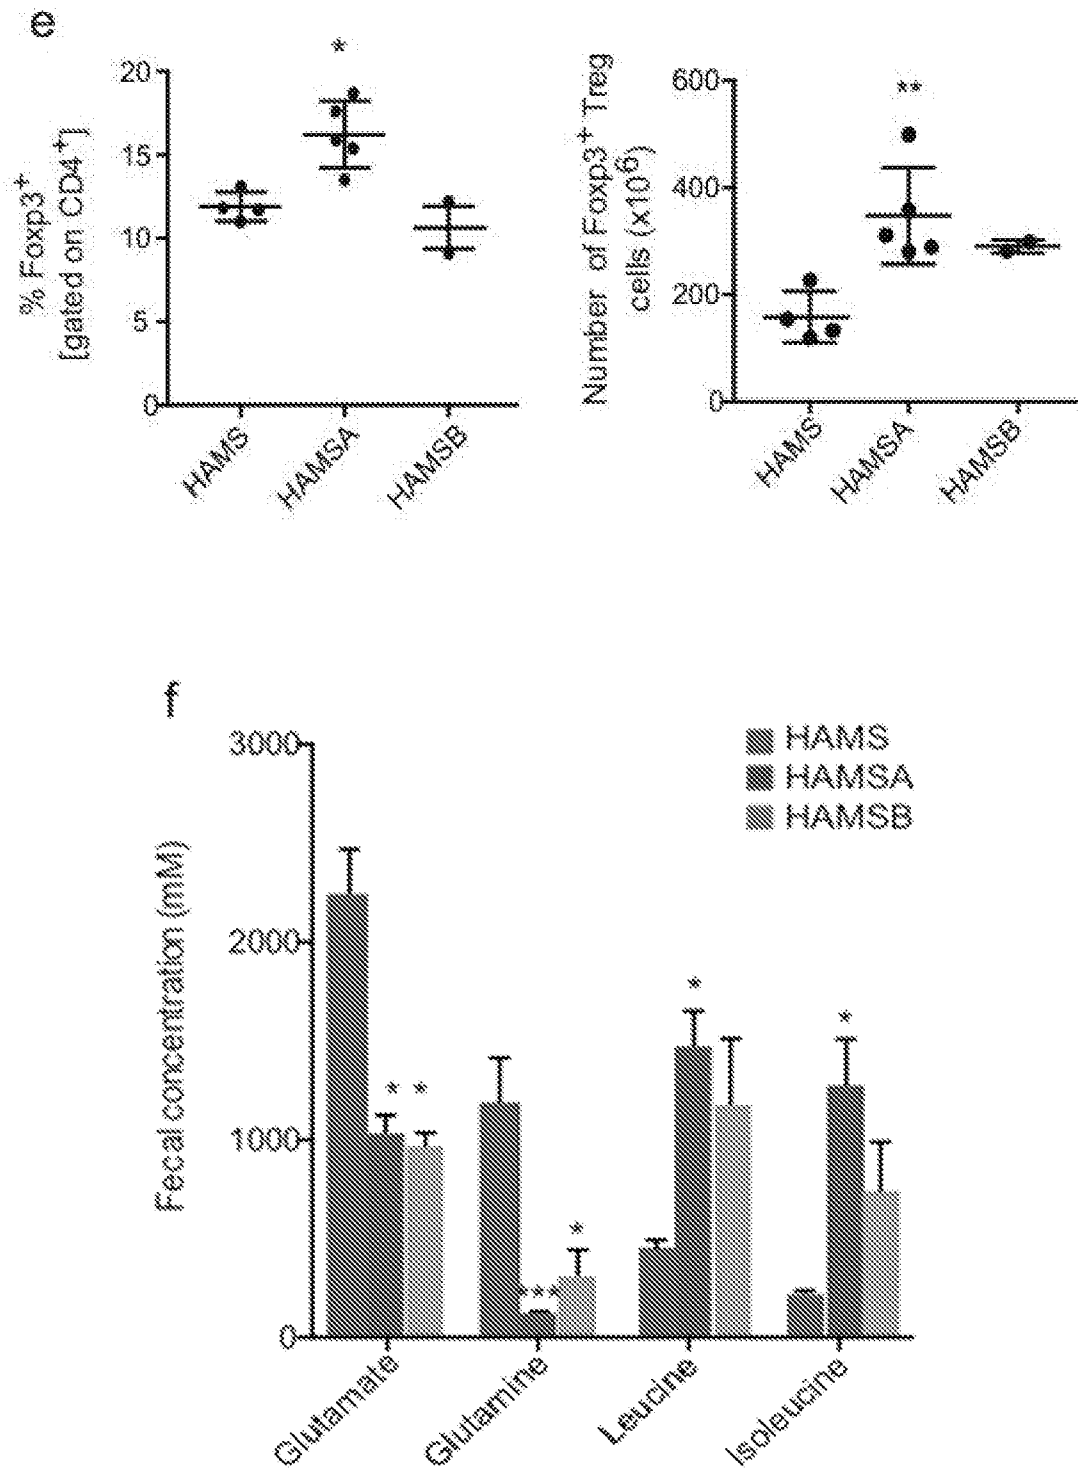 e
*
20
15
10
5
0
% Foxp3+
[gated on CD4+]
HAMS
HAMSA
HAMSB
**
600
400
200
0
Number of Foxp3+ Treg
cells (x10^6)
HAMS
HAMSA
HAMSB
f
3000
2000
1000
0
Fecal concentration (mM)
HAMS
HAMSA
HAMSB
* *
***
*
*
*
Glutamate
Glutamine
Leucine
Isoleucine